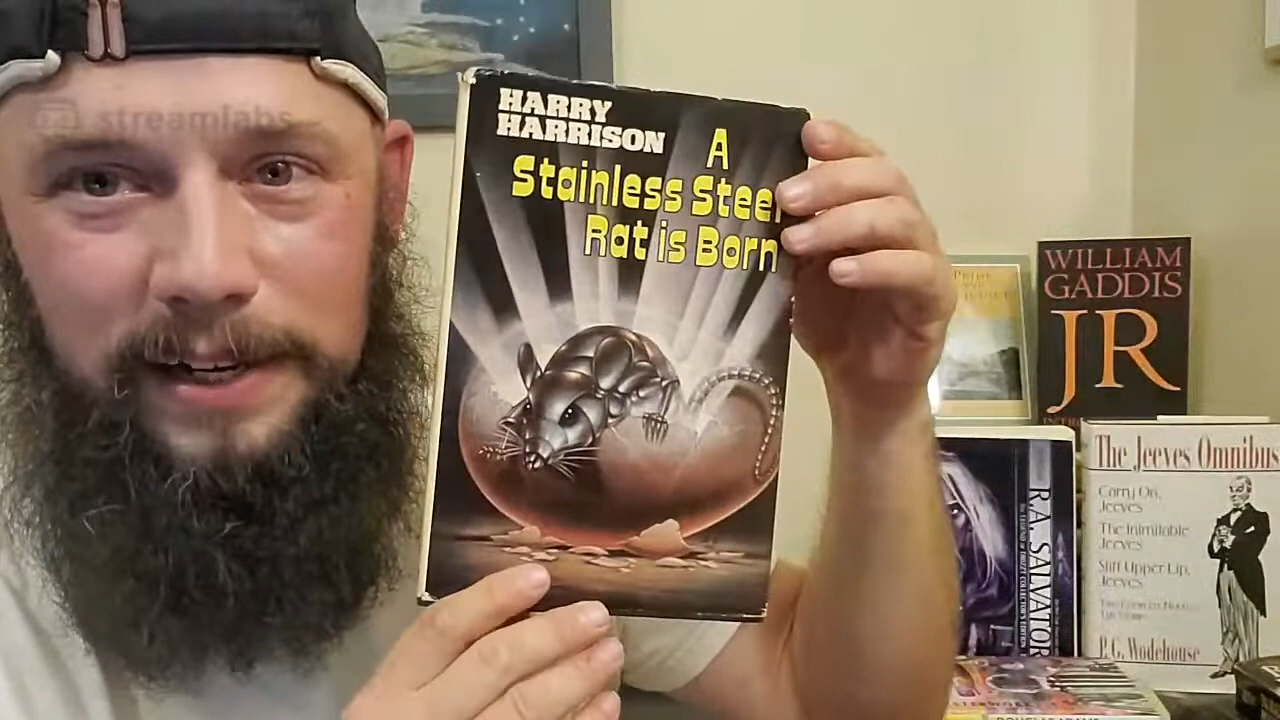 streamlabs
HARRY
HARRISON
A
Stainless Steel
Rat is Born
WILLIAM
GADDIS
JR
R.A. SALVATOR
The Jeeves Omnibus
Carry On,
Jeeves
The Inimitable
Jeeves
Stiff Upper Lip,
Jeeves
P.G. Wodehouse